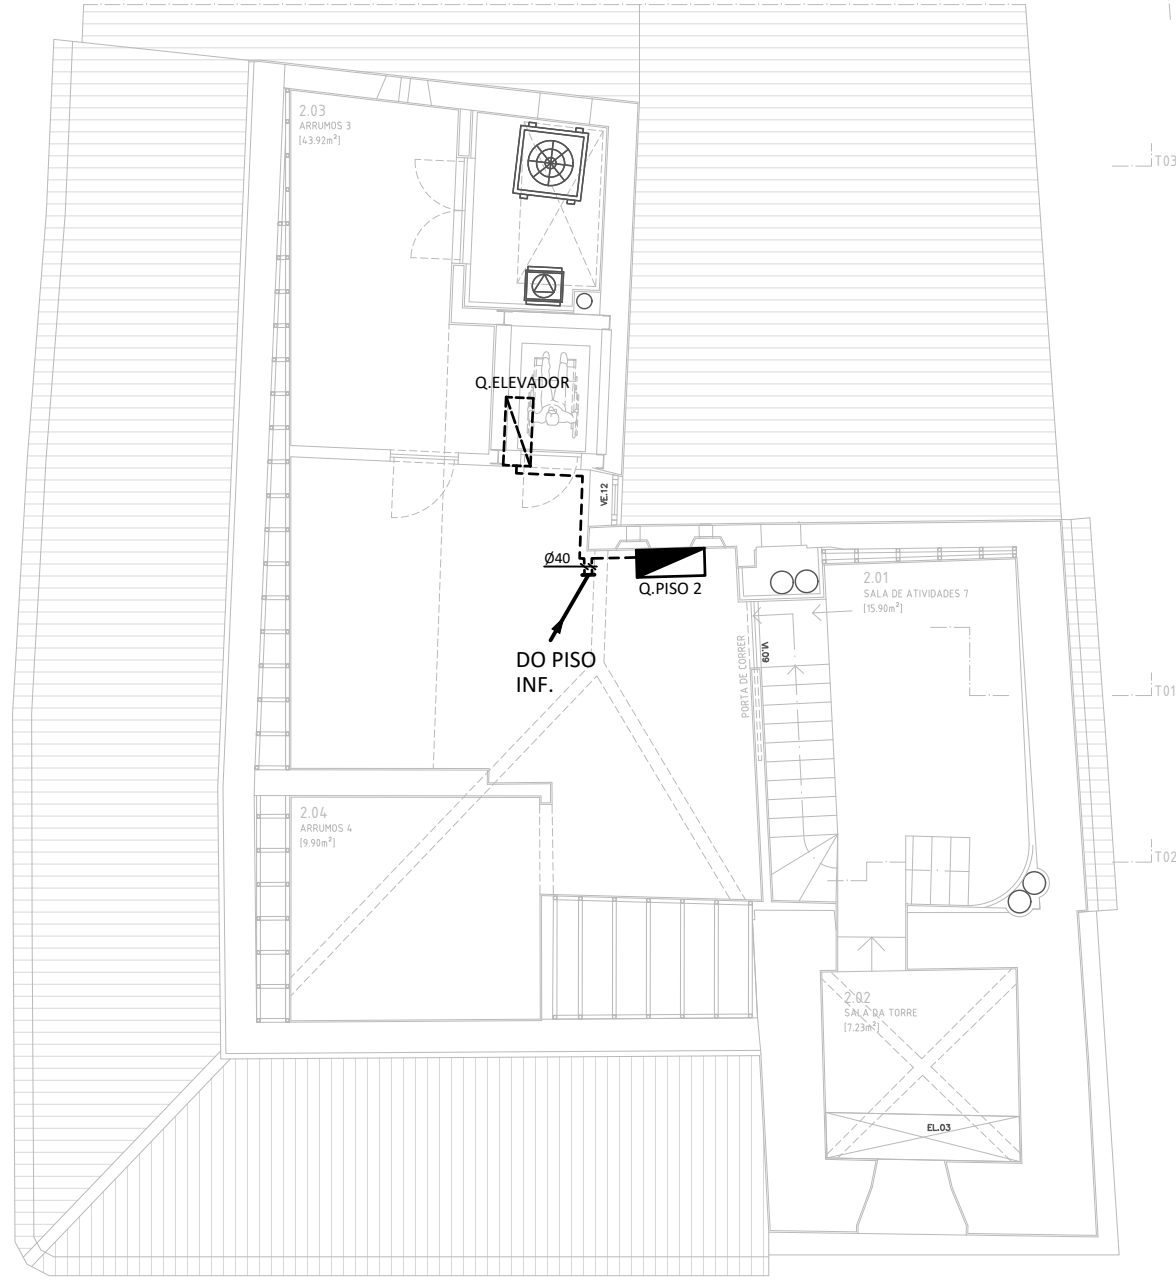 2.03
ARRUMOS 3
[43.92m²]
T03
Q.ELEVADOR
VE.12
Ø40
Q.PISO 2
2.01
SALA DE ATIVIDADES 7
[15.90m²]
DO PISO
INF.
PORTA DE CORRER
VI.09
T01
2.04
ARRUMOS 4
[9.90m²]
T02
2.02
SALA DA TORRE
[7.23m²]
EL.03